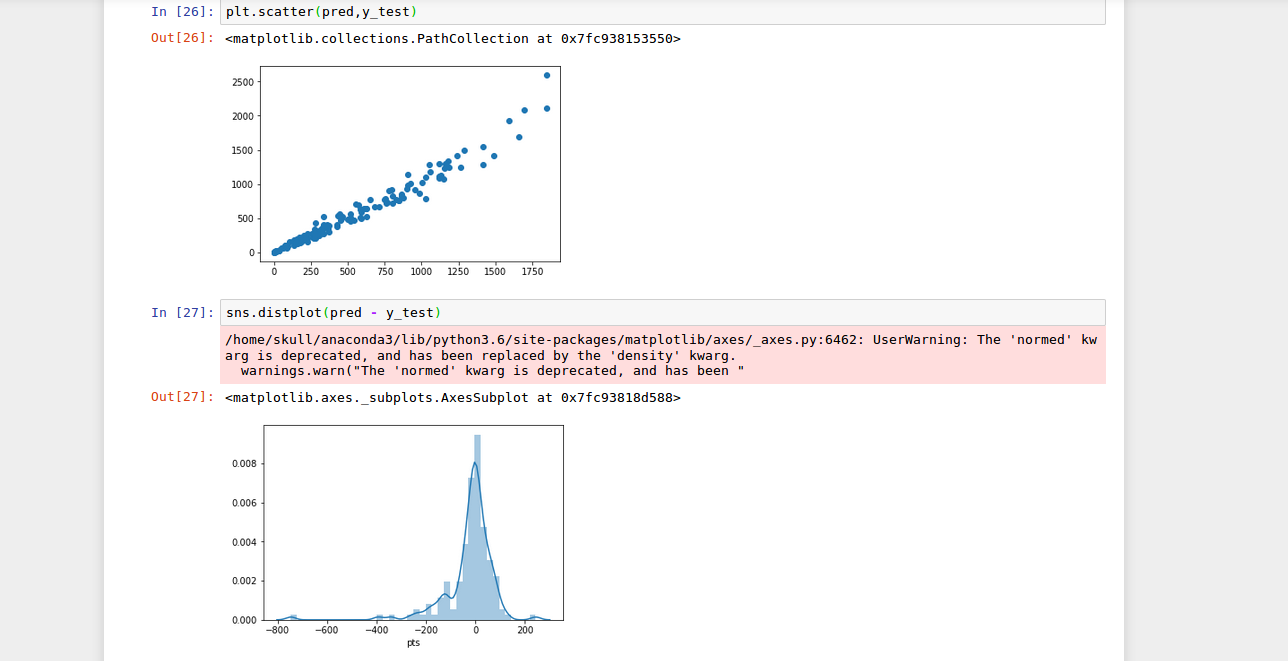 In [26]: plt.scatter(pred,y_test)
Out[26]: <matplotlib.collections.PathCollection at 0x7fc938153550>
2500
2000
1500
1000
500
0
0 250 500 750 1000 1250 1500 1750
In [27]: sns.distplot(pred - y_test)
/home/skull/anaconda3/lib/python3.6/site-packages/matplotlib/axes/_axes.py:6462: UserWarning: The 'normed' kw
arg is deprecated, and has been replaced by the 'density' kwarg.
warnings.warn("The 'normed' kwarg is deprecated, and has been "
Out[27]: <matplotlib.axes._subplots.AxesSubplot at 0x7fc93818d588>
0.008
0.006
0.004
0.002
0.000
−800 −600 −400 −200 0 200
pts